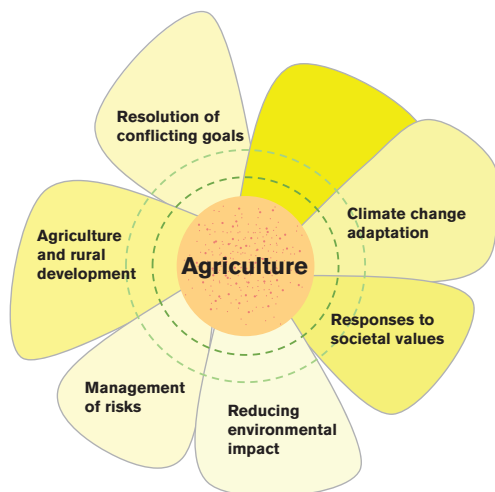 Resolution of
conflicting goals
Climate change
adaptation
Agriculture
and rural
development
Agriculture
Responses to
societal values
Management
of risks
Reducing
environmental
impact